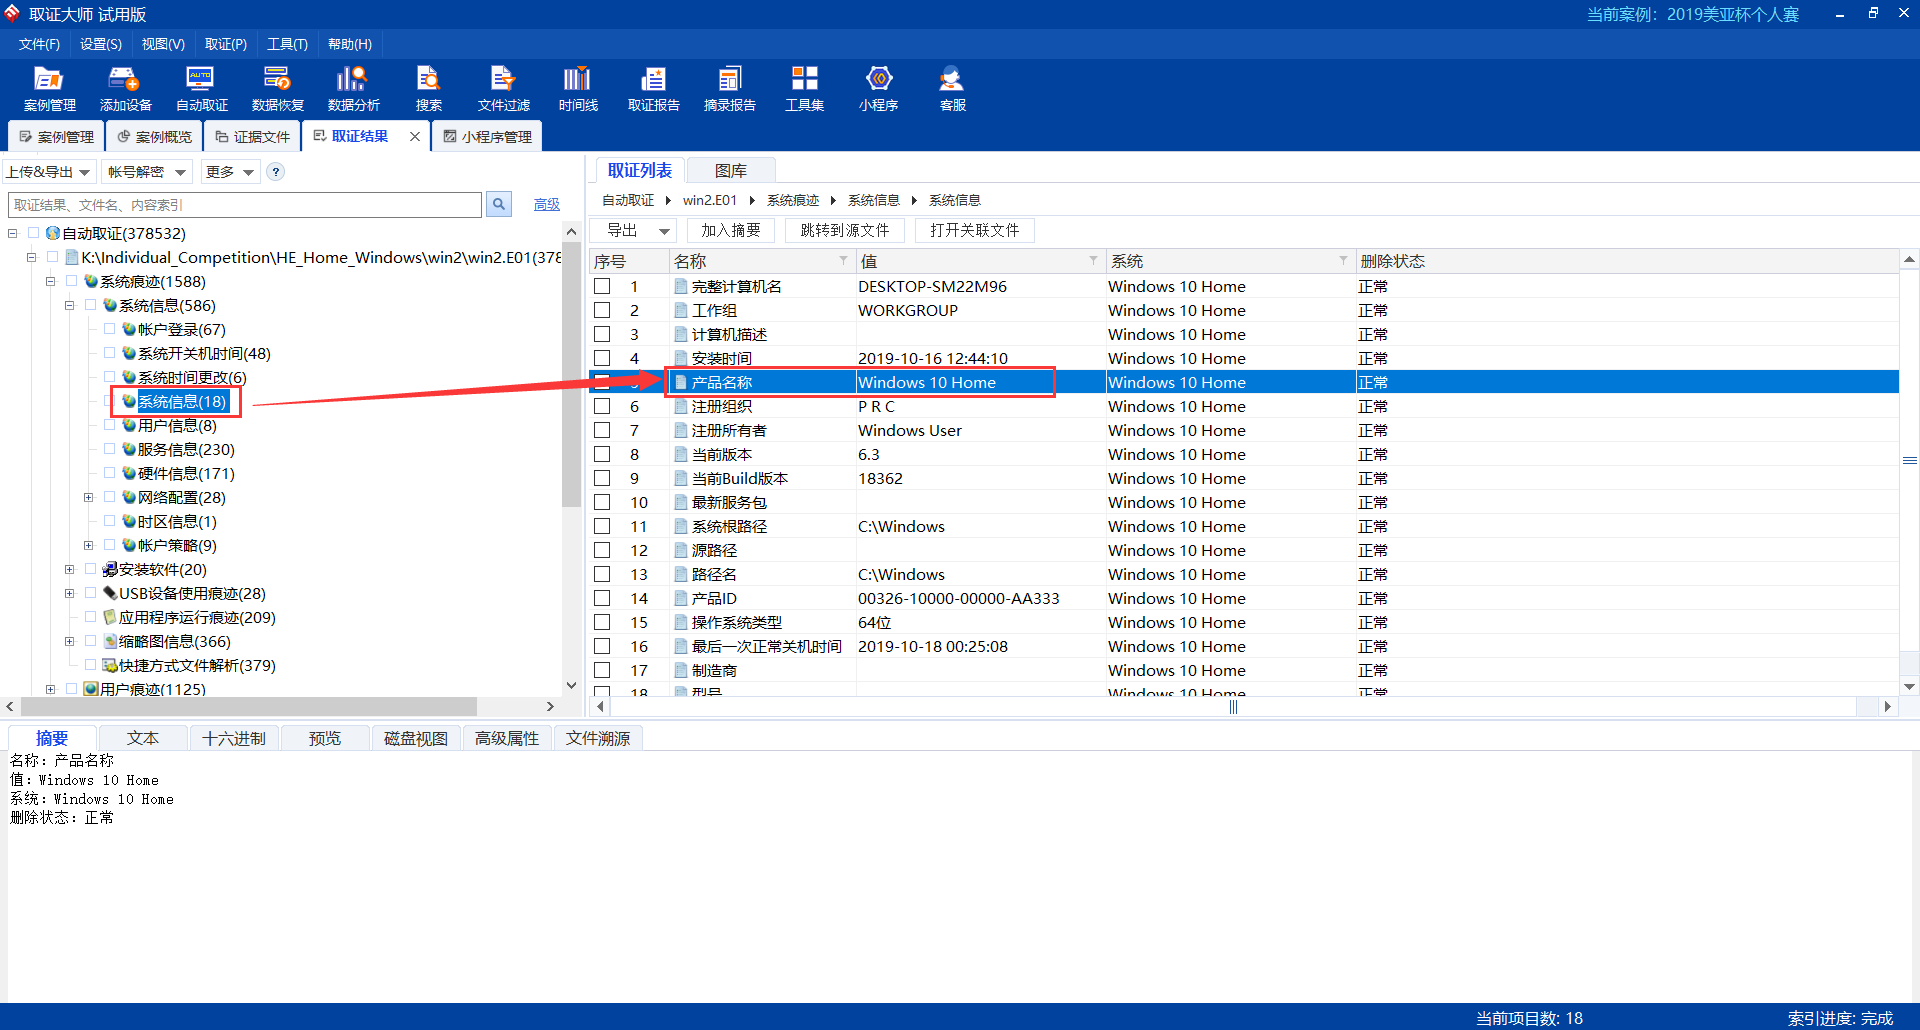 取证大师 试用版
当前案例: 2019美亚杯个人赛
文件(F) 设置(S) 视图(V) 取证(P) 工具(T) 帮助(H)
案例管理 添加设备 自动取证 数据恢复 数据分析 搜索 文件过滤 时间线 取证报告 摘录报告 工具集 小程序 客服
案例管理 案例概览 证据文件 取证结果 小程序管理
上传&导出 帐号解密 更多 ?
取证结果、文件名、内容索引 高级
自动取证(378532)
K:\Individual_Competition\HE_Home_Windows\win2\win2.E01(378
系统痕迹(1588)
系统信息(586)
帐户登录(67)
系统开关机时间(48)
系统时间更改(6)
系统信息(18)
用户信息(8)
服务信息(230)
硬件信息(171)
网络配置(28)
时区信息(1)
帐户策略(9)
安装软件(20)
USB设备使用痕迹(28)
应用程序运行痕迹(209)
缩略图信息(366)
快捷方式文件解析(379)
用户痕迹(1125)
取证列表 图库
自动取证 win2.E01 系统痕迹 系统信息 系统信息
导出 加入摘要 跳转到源文件 打开关联文件
序号 名称 值 系统 删除状态
1 完整计算机名 DESKTOP-SM22M96 Windows 10 Home 正常
2 工作组 WORKGROUP Windows 10 Home 正常
3 计算机描述 Windows 10 Home 正常
4 安装时间 2019-10-16 12:44:10 Windows 10 Home 正常
5 产品名称 Windows 10 Home Windows 10 Home 正常
6 注册组织 P R C Windows 10 Home 正常
7 注册所有者 Windows User Windows 10 Home 正常
8 当前版本 6.3 Windows 10 Home 正常
9 当前Build版本 18362 Windows 10 Home 正常
10 最新服务包 Windows 10 Home 正常
11 系统根路径 C:\Windows Windows 10 Home 正常
12 源路径 Windows 10 Home 正常
13 路径名 C:\Windows Windows 10 Home 正常
14 产品ID 00326-10000-00000-AA333 Windows 10 Home 正常
15 操作系统类型 64位 Windows 10 Home 正常
16 最后一次正常关机时间 2019-10-18 00:25:08 Windows 10 Home 正常
17 制造商 Windows 10 Home 正常
18 型号 Windows 10 Home 正常
摘要 文本 十六进制 预览 磁盘视图 高级属性 文件溯源
名称: 产品名称
值: Windows 10 Home
系统: Windows 10 Home
删除状态: 正常
当前项目数: 18 索引进度: 完成